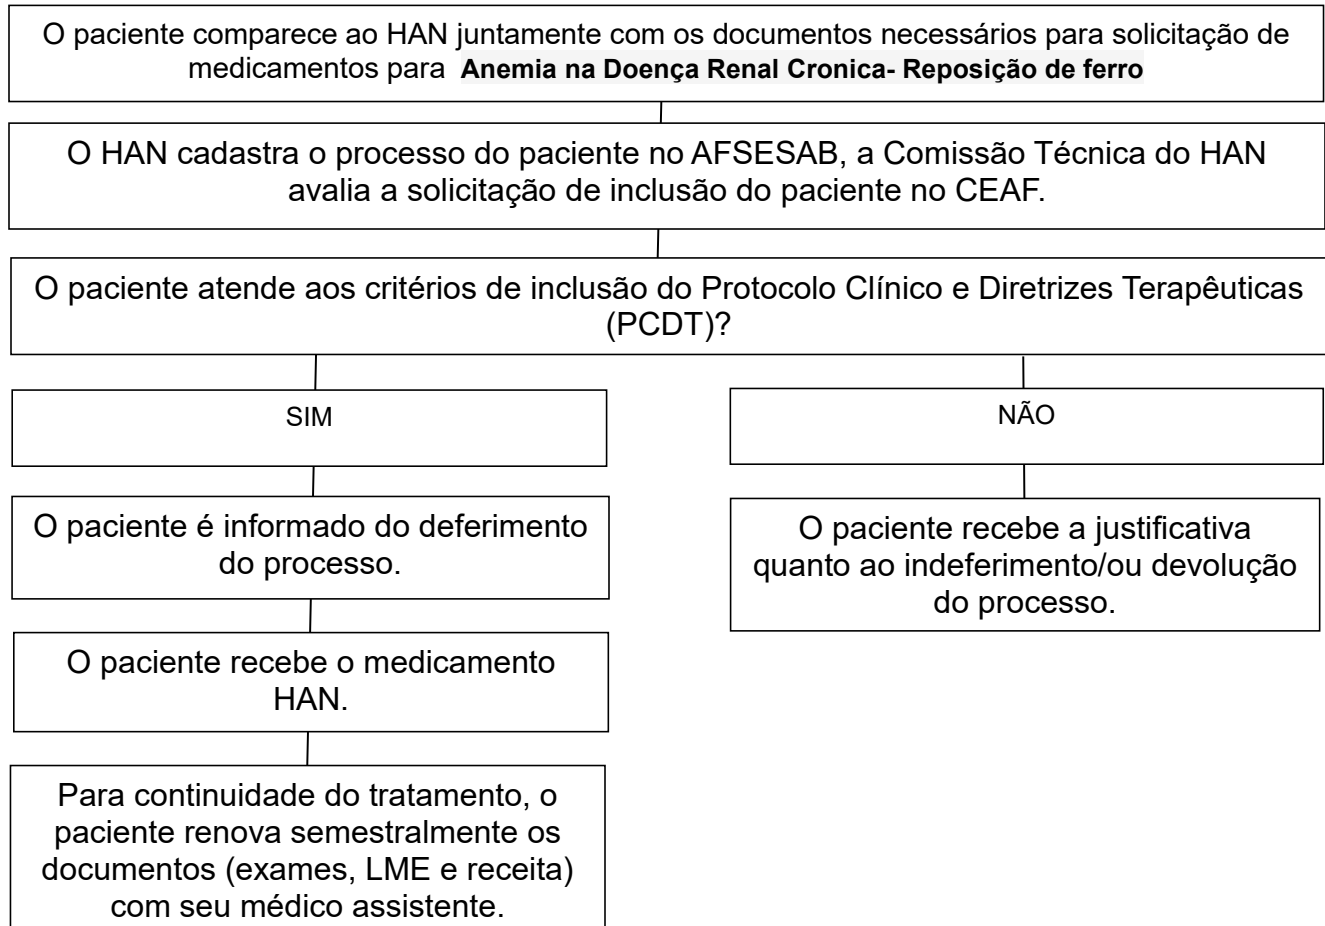 O paciente comparece ao HAN juntamente com os documentos necessários para solicitação de
medicamentos para Anemia na Doença Renal Cronica- Reposição de ferro
O HAN cadastra o processo do paciente no AFSESAB, a Comissão Técnica do HAN
avalia a solicitação de inclusão do paciente no CEAF.
O paciente atende aos critérios de inclusão do Protocolo Clínico e Diretrizes Terapêuticas
(PCDT)?
SIM
NÃO
O paciente é informado do deferimento
do processo.
O paciente recebe a justificativa
quanto ao indeferimento/ou devolução
do processo.
O paciente recebe o medicamento
HAN.
Para continuidade do tratamento, o
paciente renova semestralmente os
documentos (exames, LME e receita)
com seu médico assistente.